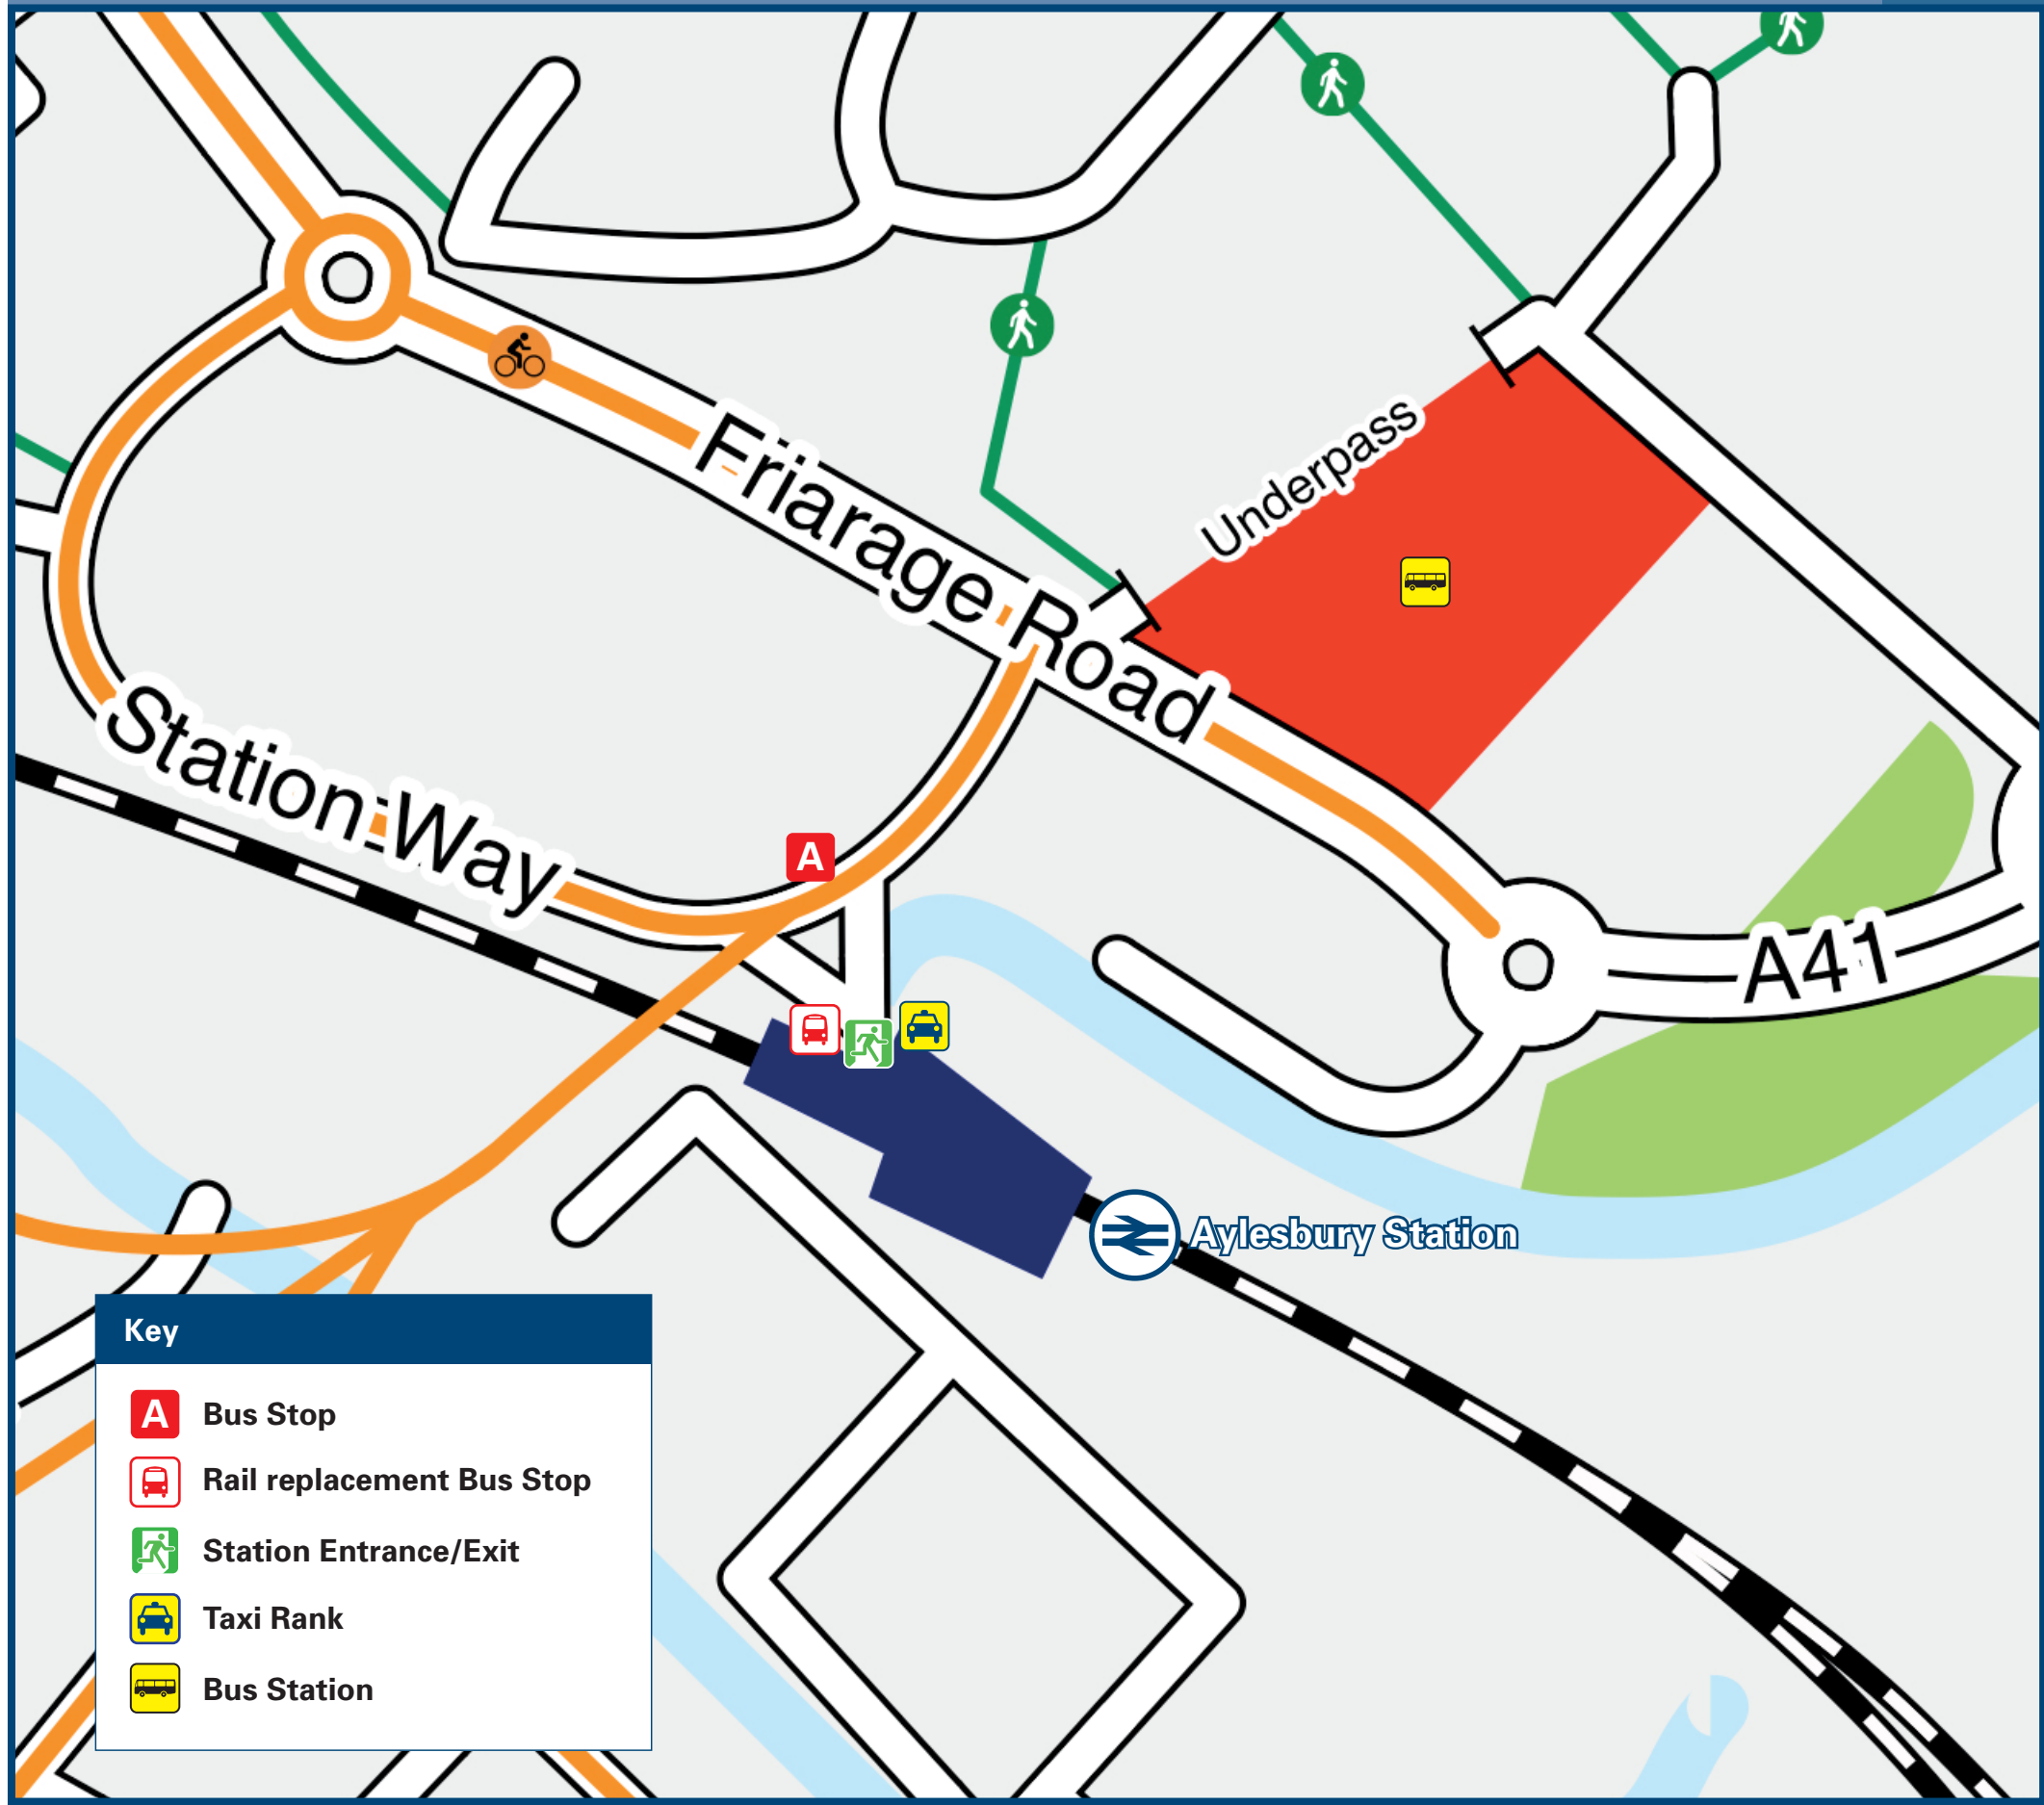 Underpass
Friarage Road
Station Way
A
A41
Aylesbury Station
Key
A Bus Stop
Rail replacement Bus Stop
Station Entrance/Exit
Taxi Rank
Bus Station